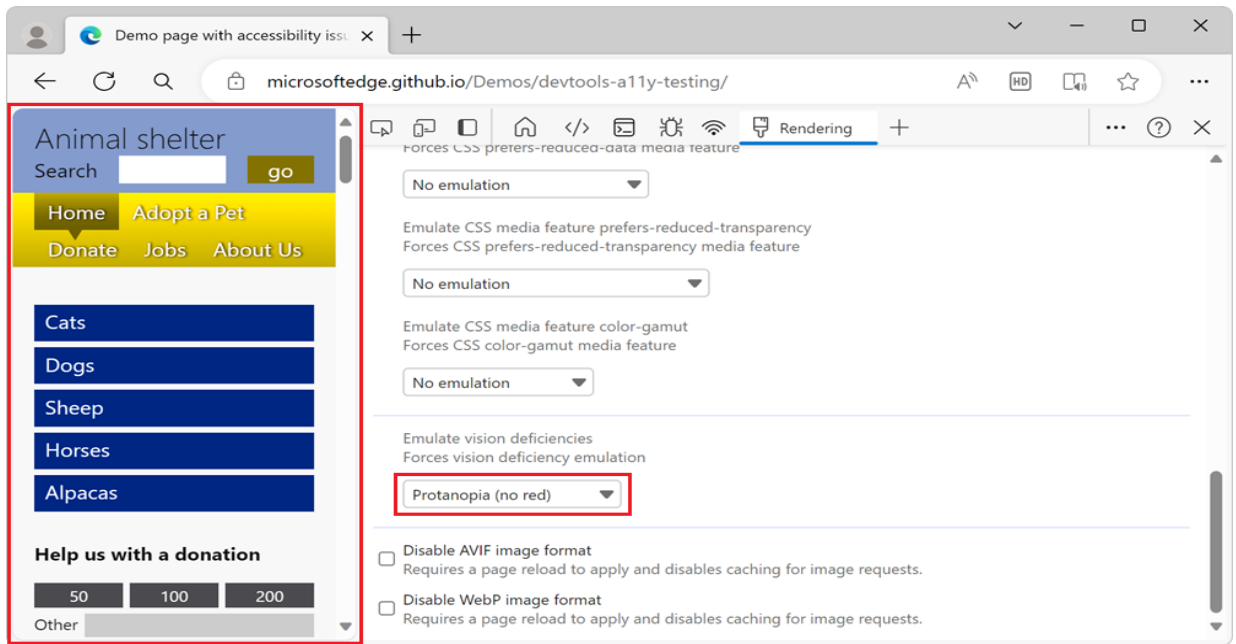 Demo page with accessibility issu
microsoftedge.github.io/Demos/devtools-a11y-testing/
A
HD
Animal shelter
Search
go
Home
Adopt a Pet
Donate
Jobs
About Us
Cats
Dogs
Sheep
Horses
Alpacas
Help us with a donation
50
100
200
Other
Rendering
Forces CSS prefers-reduced-data media feature
No emulation
Emulate CSS media feature prefers-reduced-transparency
Forces CSS prefers-reduced-transparency media feature
No emulation
Emulate CSS media feature color-gamut
Forces CSS color-gamut media feature
No emulation
Emulate vision deficiencies
Forces vision deficiency emulation
Protanopia (no red)
Disable AVIF image format
Requires a page reload to apply and disables caching for image requests.
Disable WebP image format
Requires a page reload to apply and disables caching for image requests.